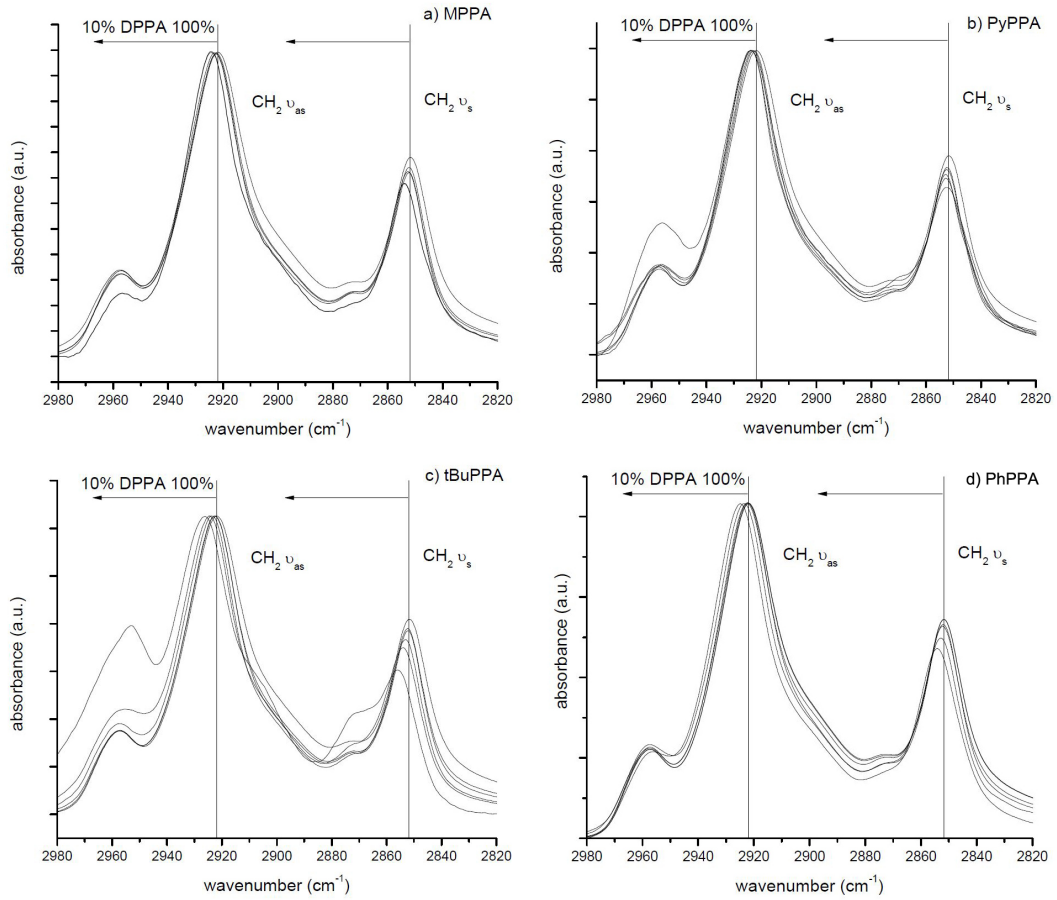 a) MPPA
10% DPPA 100%
CH2 υas
CH2 υs
absorbance (a.u.)
2980 2960 2940 2920 2900 2880 2860 2840 2820
wavenumber (cm-1)
b) PyPPA
10% DPPA 100%
CH2 υas
CH2 υs
absorbance (a.u.)
2980 2960 2940 2920 2900 2880 2860 2840 2820
wavenumber (cm-1)
c) tBuPPA
10% DPPA 100%
CH2 υas
CH2 υs
absorbance (a.u.)
2980 2960 2940 2920 2900 2880 2860 2840 2820
wavenumber (cm-1)
d) PhPPA
10% DPPA 100%
CH2 υas
CH2 υs
absorbance (a.u.)
2980 2960 2940 2920 2900 2880 2860 2840 2820
wavenumber (cm-1)